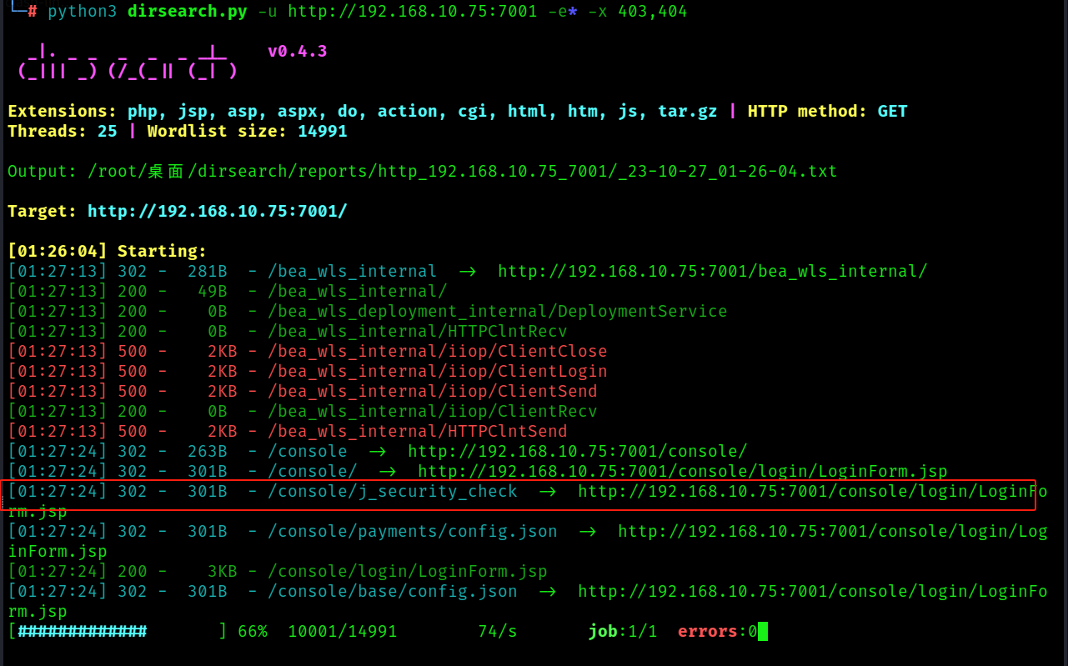 └─# python3 dirsearch.py -u http://192.168.10.75:7001 -e* -x 403,404
_|. _ _  _  _  _ _|_    v0.4.3
(_||| _) (/_(_|| (_| )
Extensions: php, jsp, asp, aspx, do, action, cgi, html, htm, js, tar.gz | HTTP method: GET
Threads: 25 | Wordlist size: 14991
Output: /root/桌面/dirsearch/reports/http_192.168.10.75_7001/_23-10-27_01-26-04.txt
Target: http://192.168.10.75:7001/
[01:26:04] Starting:
[01:27:13] 302 -  281B  - /bea_wls_internal  ->  http://192.168.10.75:7001/bea_wls_internal/
[01:27:13] 200 -   49B  - /bea_wls_internal/
[01:27:13] 200 -    0B  - /bea_wls_deployment_internal/DeploymentService
[01:27:13] 200 -    0B  - /bea_wls_internal/HTTPClntRecv
[01:27:13] 500 -    2KB - /bea_wls_internal/iiop/ClientClose
[01:27:13] 500 -    2KB - /bea_wls_internal/iiop/ClientLogin
[01:27:13] 500 -    2KB - /bea_wls_internal/iiop/ClientSend
[01:27:13] 200 -    0B  - /bea_wls_internal/iiop/ClientRecv
[01:27:13] 500 -    2KB - /bea_wls_internal/HTTPClntSend
[01:27:24] 302 -  263B  - /console  ->  http://192.168.10.75:7001/console/
[01:27:24] 302 -  301B  - /console/  ->  http://192.168.10.75:7001/console/login/LoginForm.jsp
[01:27:24] 302 -  301B  - /console/j_security_check  ->  http://192.168.10.75:7001/console/login/LoginFo
rm.jsp
[01:27:24] 302 -  301B  - /console/payments/config.json  ->  http://192.168.10.75:7001/console/login/Log
inForm.jsp
[01:27:24] 200 -    3KB - /console/login/LoginForm.jsp
[01:27:24] 302 -  301B  - /console/base/config.json  ->  http://192.168.10.75:7001/console/login/LoginFo
rm.jsp
[#############       ] 66%  10001/14991        74/s       job:1/1  errors:0